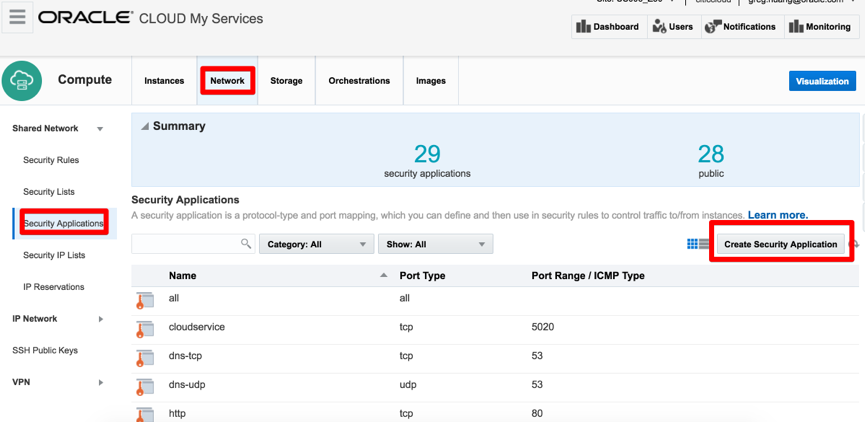 ORACLE® CLOUD My Services
Dashboard Users Notifications Monitoring
Compute Instances Network Storage Orchestrations Images Visualization
Shared Network
Security Rules
Security Lists
Security Applications
Security IP Lists
IP Reservations
IP Network
SSH Public Keys
VPN
Summary
29 28
security applications public
Security Applications
A security application is a protocol-type and port mapping, which you can define and then use in security rules to control traffic to/from instances. Learn more.
Category: All Show: All Create Security Application
Name Port Type Port Range / ICMP Type
all all
cloudservice tcp 5020
dns-tcp tcp 53
dns-udp udp 53
http tcp 80